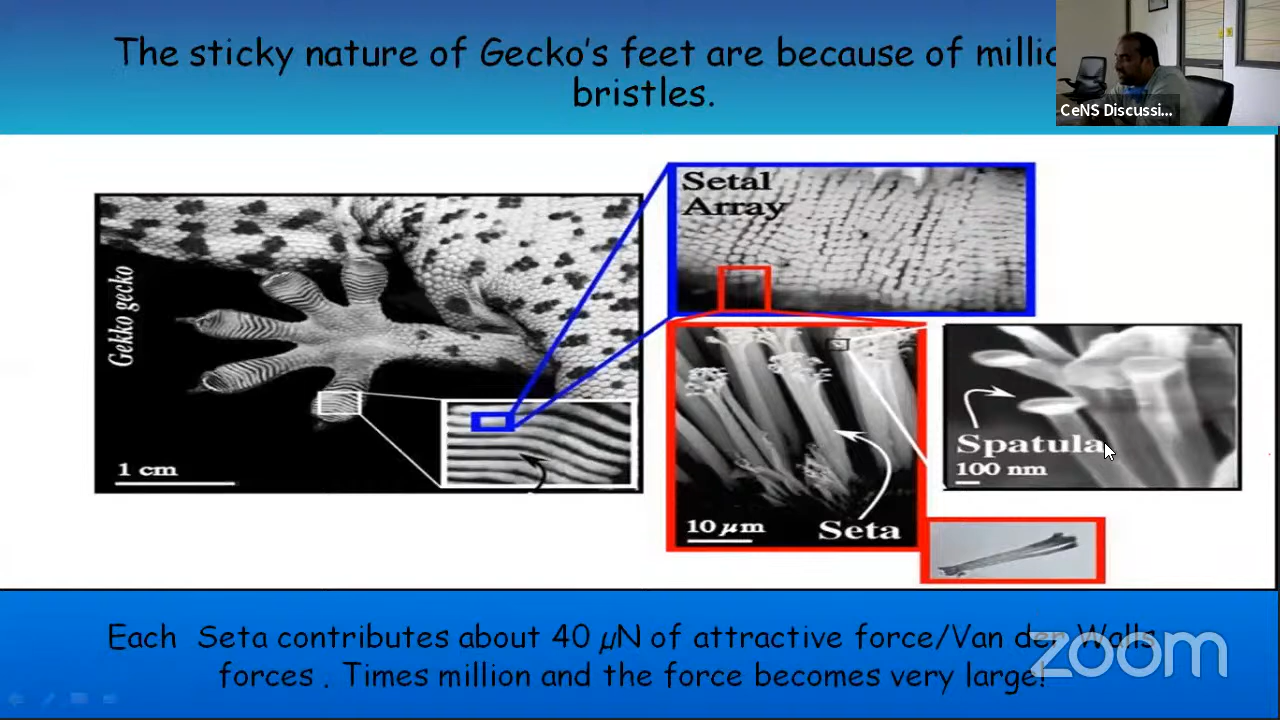 The sticky nature of Gecko's feet are because of
bristles.
CeNS Discussi...
Setal
Array
Gekko gecko
1 cm
Spatula
100 nm
10 µm
Seta
Each Seta contributes about 40 µN of attractive force/Van der Walls
forces . Times million and the force becomes very large!
zoom